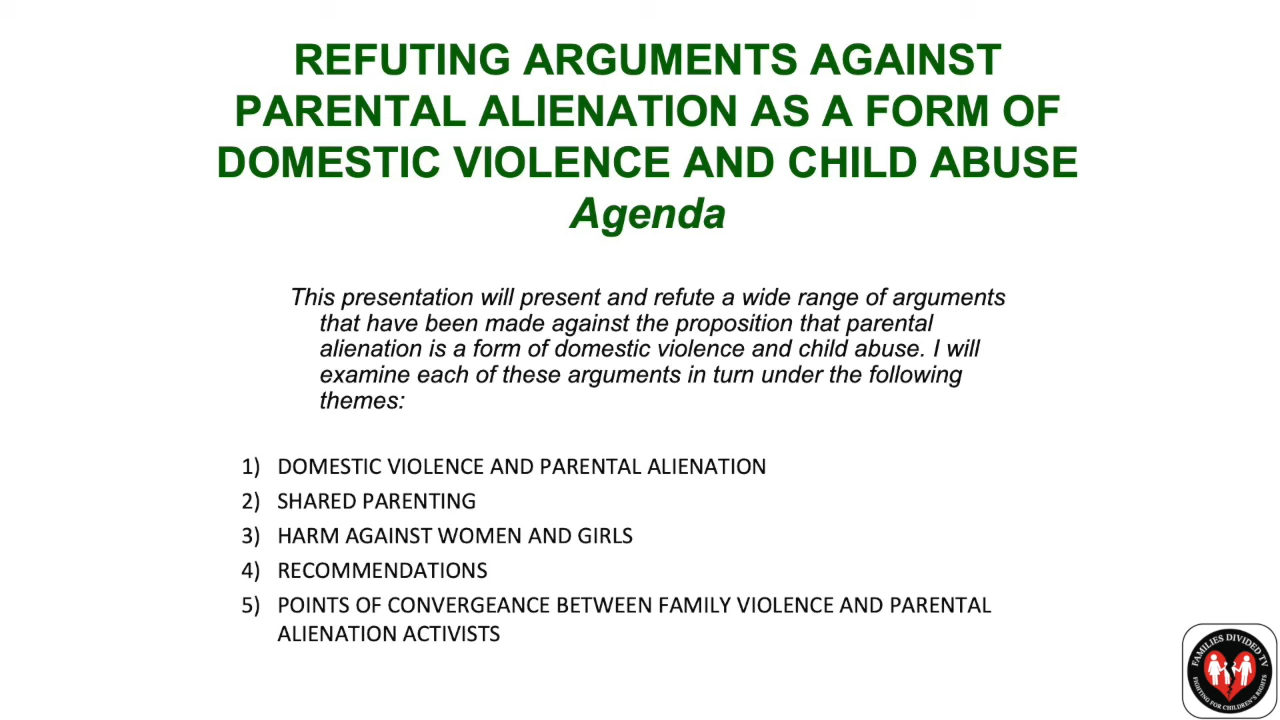 REFUTING ARGUMENTS AGAINST
PARENTAL ALIENATION AS A FORM OF
DOMESTIC VIOLENCE AND CHILD ABUSE
Agenda
This presentation will present and refute a wide range of arguments
that have been made against the proposition that parental
alienation is a form of domestic violence and child abuse. I will
examine each of these arguments in turn under the following
themes:
1) DOMESTIC VIOLENCE AND PARENTAL ALIENATION
2) SHARED PARENTING
3) HARM AGAINST WOMEN AND GIRLS
4) RECOMMENDATIONS
5) POINTS OF CONVERGEANCE BETWEEN FAMILY VIOLENCE AND PARENTAL
ALIENATION ACTIVISTS
FAMILIES DIVIDED TV
FIGHTING FOR CHILDREN'S RIGHTS